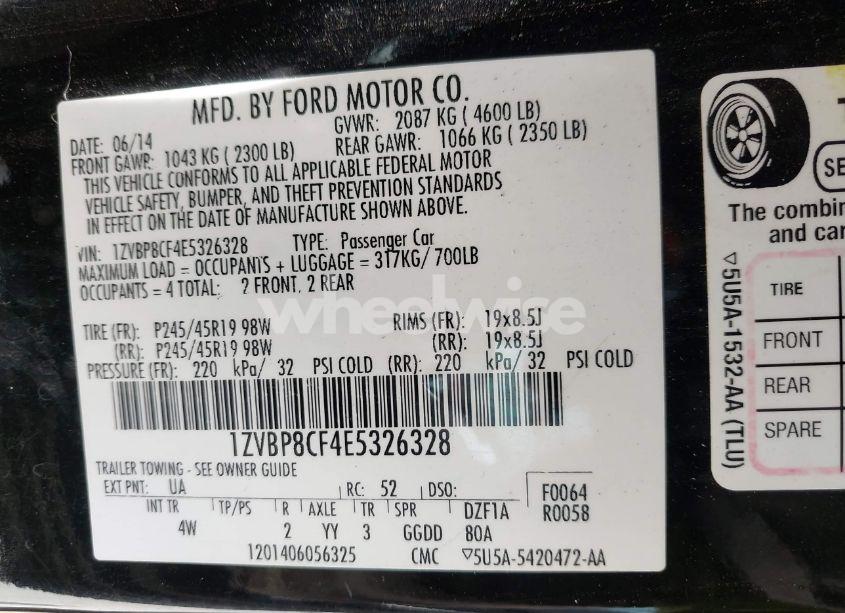 MFD. BY FORD MOTOR CO.
DATE: 06/14 GVWR: 2087 KG ( 4600 LB)
FRONT GAWR: 1043 KG ( 2300 LB) REAR GAWR: 1066 KG ( 2350 LB)
THIS VEHICLE CONFORMS TO ALL APPLICABLE FEDERAL MOTOR
VEHICLE SAFETY, BUMPER, AND THEFT PREVENTION STANDARDS
IN EFFECT ON THE DATE OF MANUFACTURE SHOWN ABOVE.
VIN: 1ZVBP8CF4E5326328 TYPE: Passenger Car
MAXIMUM LOAD = OCCUPANTS + LUGGAGE = 317KG/ 700LB
OCCUPANTS = 4 TOTAL: 2 FRONT, 2 REAR
wheelwise
TIRE (FR): P245/45R19 98W RIMS (FR): 19x8.5J
(RR): P245/45R19 98W (RR): 19x8.5J
PRESSURE (FR): 220 kPa/ 32 PSI COLD (RR): 220 kPa/ 32 PSI COLD
1ZVBP8CF4E5326328
TRAILER TOWING - SEE OWNER GUIDE
EXT PNT: UA RC: 52 DSO: F0064
INT TR TP/PS R AXLE TR SPR DZF1A R0058
4W 2 YY 3 GGDD 80A
1201406056325 CMC ▽5U5A-5420472-AA
The combin
and car
TIRE
FRONT
REAR
SPARE
▽5U5A-1532-AA (TLU)